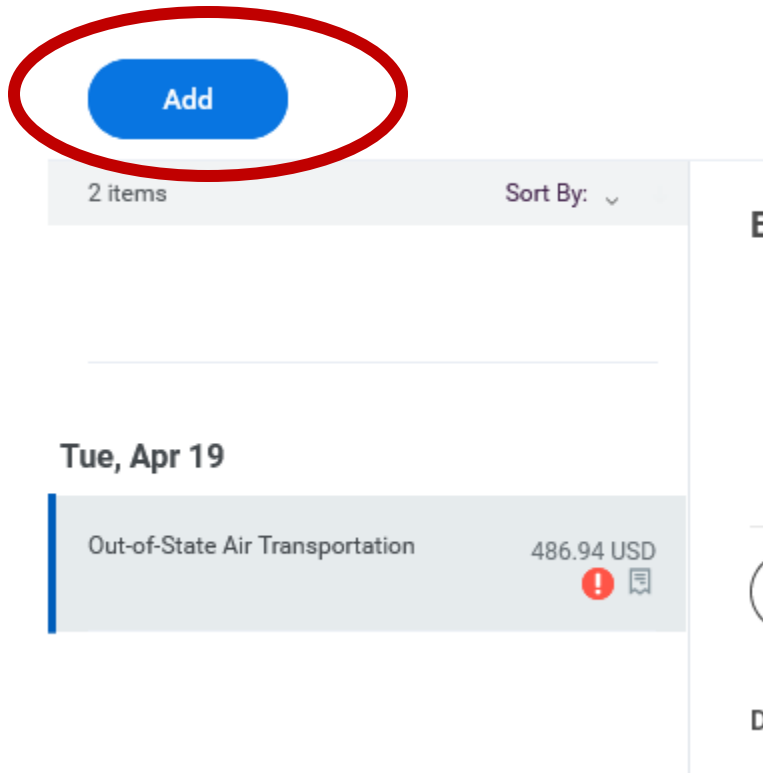 Add
2 items Sort By:
Tue, Apr 19
Out-of-State Air Transportation 486.94 USD